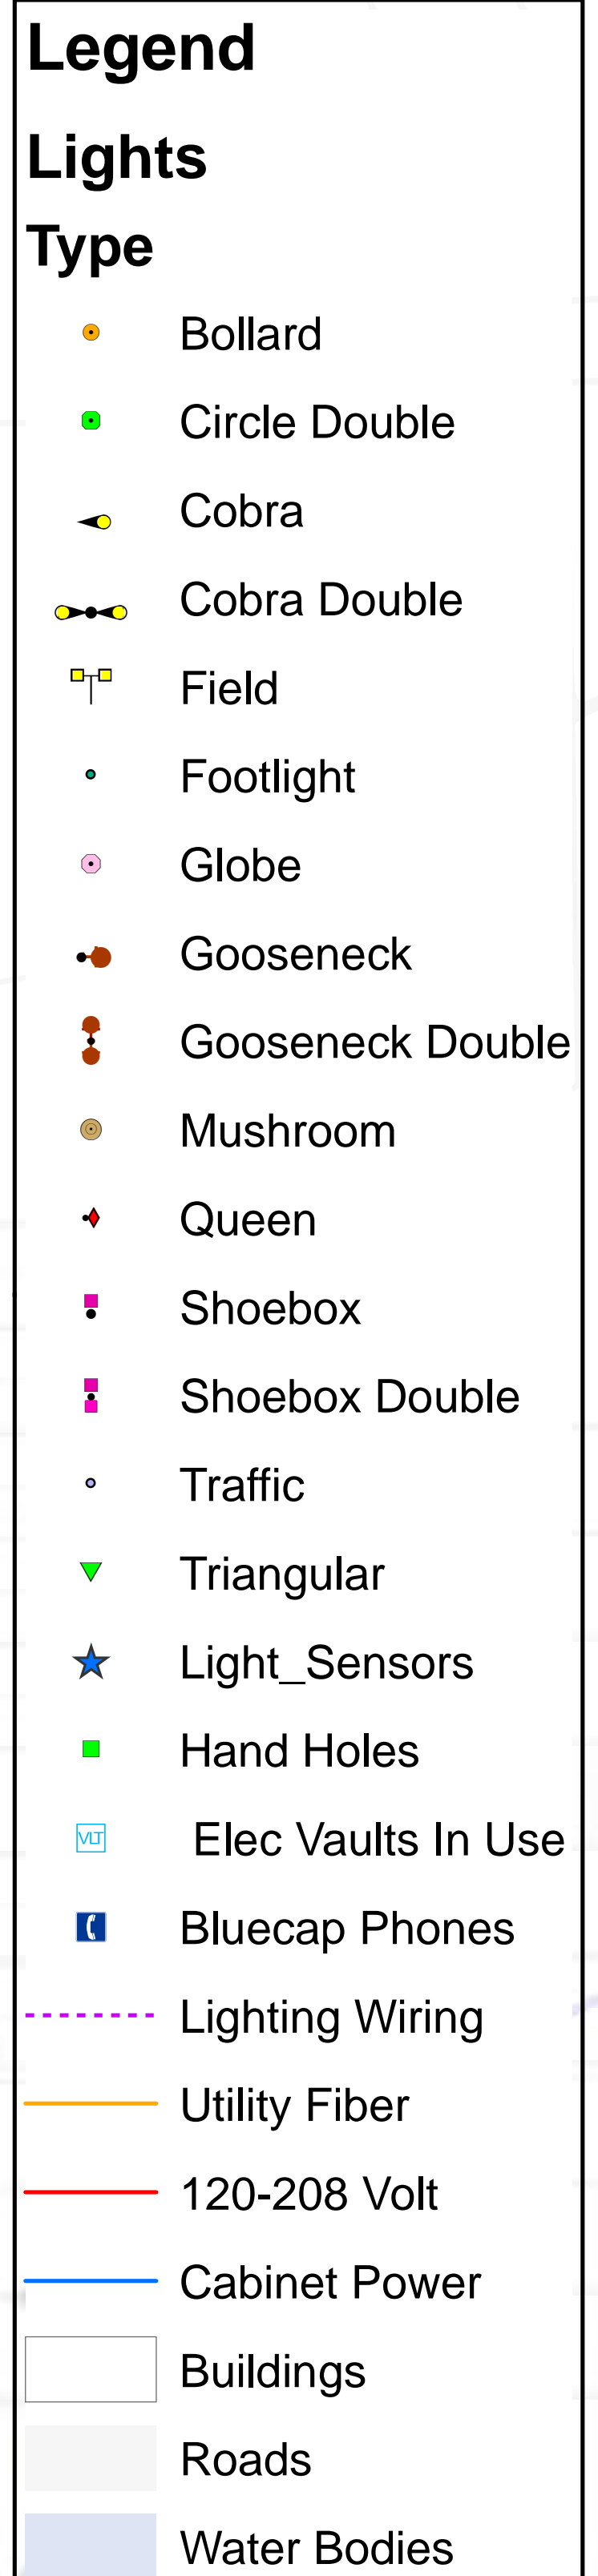 Legend
Lights
Type
Bollard
Circle Double
Cobra
Cobra Double
Field
Footlight
Globe
Gooseneck
Gooseneck Double
Mushroom
Queen
Shoebox
Shoebox Double
Traffic
Triangular
Light_Sensors
Hand Holes
VLT Elec Vaults In Use
Bluecap Phones
Lighting Wiring
Utility Fiber
120-208 Volt
Cabinet Power
Buildings
Roads
Water Bodies